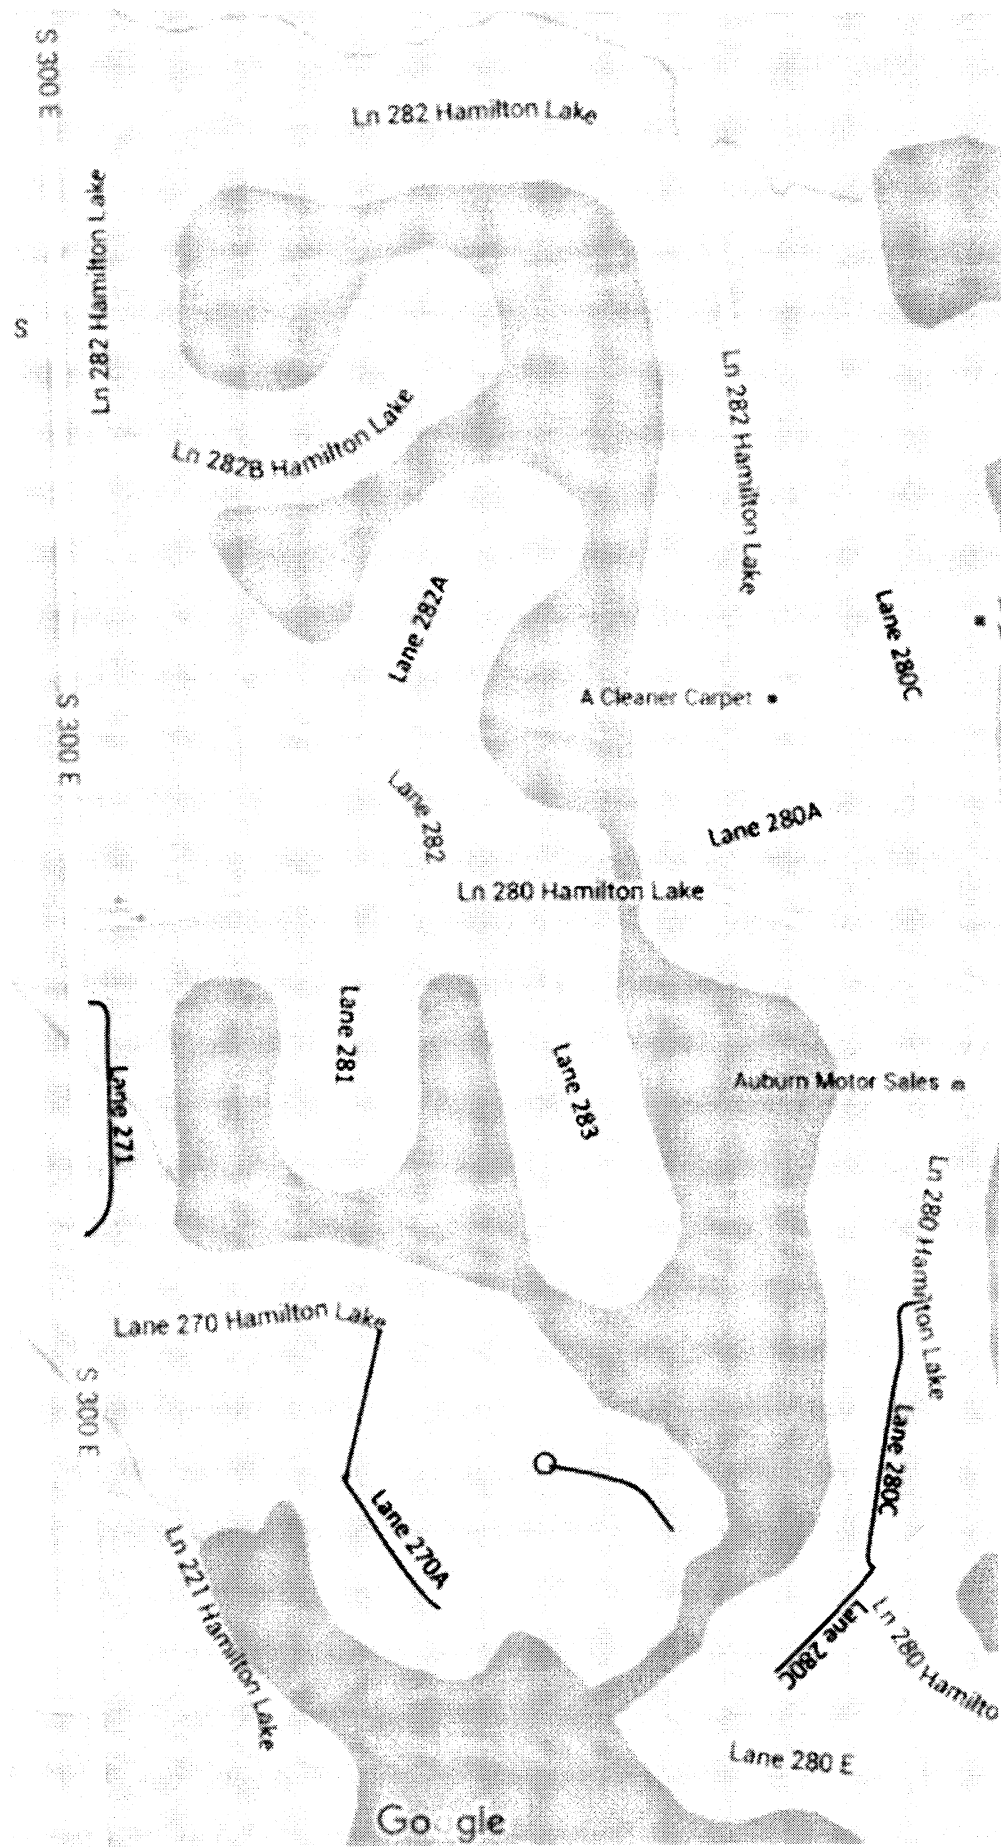 S 300 E
Ln 282 Hamilton Lake
Ln 282 Hamilton Lake
S
Ln 282B Hamilton Lake
Ln 282 Hamilton Lake
Lane 282A
Lane 280C
A Cleaner Carpet
S 300 E
Lane 282
Lane 280A
Ln 280 Hamilton Lake
Lane 281
Lane 283
Lane 271
Auburn Motor Sales
Ln 280 Hamilton Lake
Lane 270 Hamilton Lake
S 300 E
Lane 280C
Lane 270A
Ln 221 Hamilton Lake
Lane 280C
Ln 280 Hamilto
Lane 280 E
Google